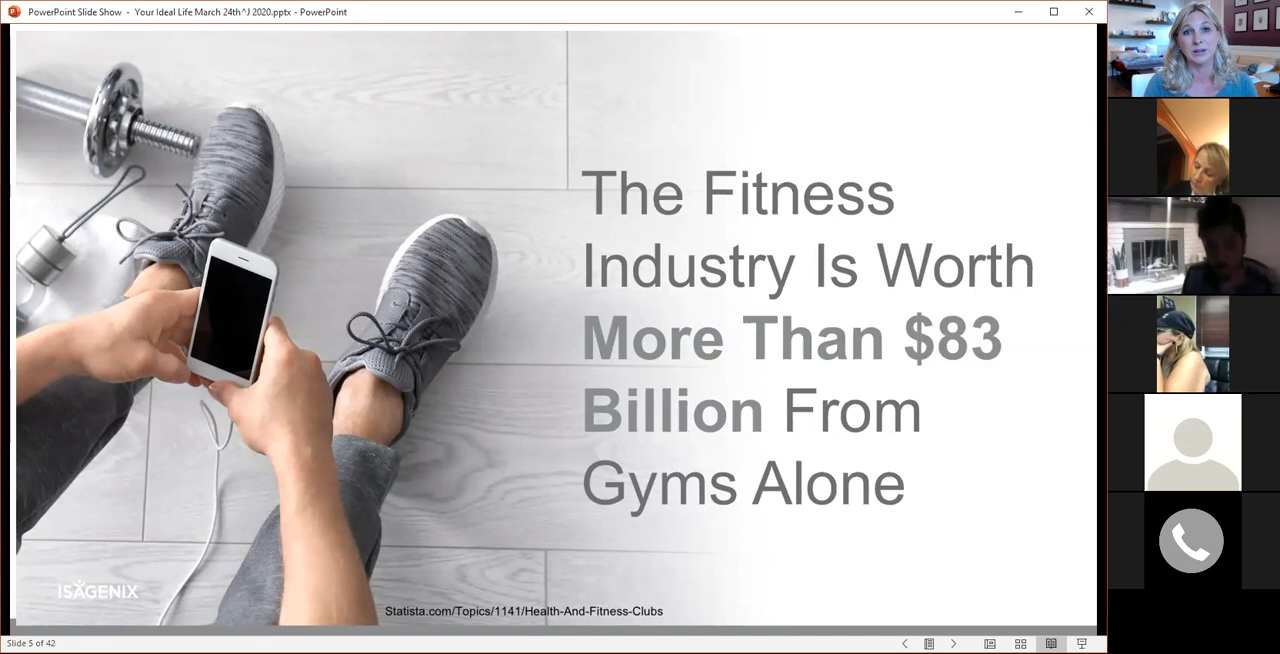 PowerPoint Slide Show - Your Ideal Life March 24th^J 2020.pptx - PowerPoint
The Fitness
Industry Is Worth
More Than $83
Billion From
Gyms Alone
ISAGENIX
Statista.com/Topics/1141/Health-And-Fitness-Clubs
Slide 5 of 42